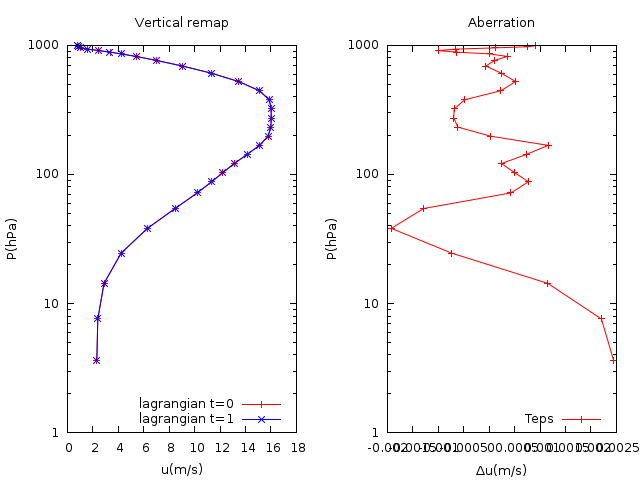 Vertical remap
1000
100
10
1
P(hPa)
lagrangian t=0
lagrangian t=1
0 2 4 6 8 10 12 14 16 18
u(m/s)
Aberration
1000
100
10
1
P(hPa)
Teps
Δu(m/s)